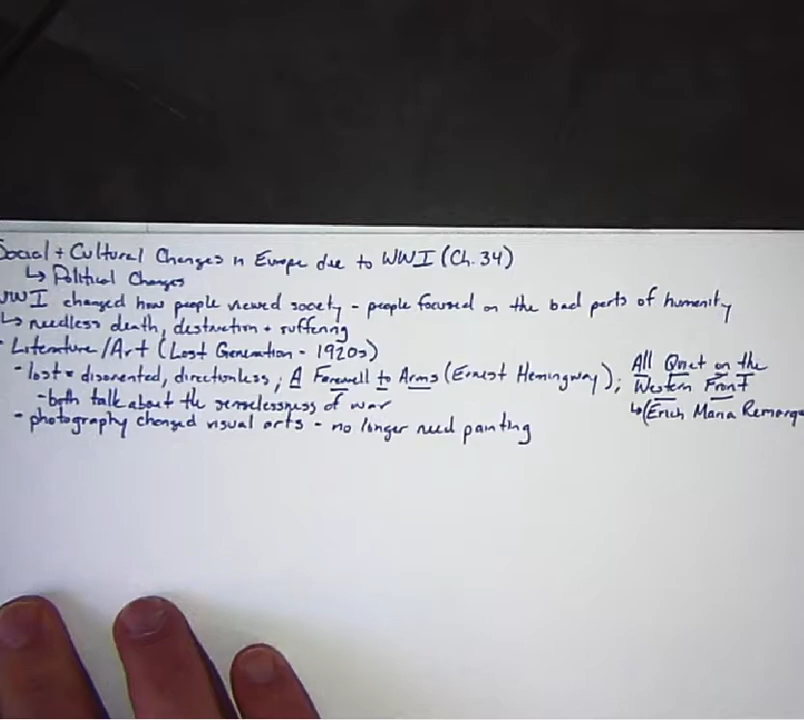 Social + Cultural Changes in Europe due to WWI (Ch. 34)
↳ Political Changes
WWI changed how people viewed society - people focused on the bad parts of humanity
↳ needless death, destruction + suffering
· Literature/Art (Lost Generation - 1920s)
- lost = disoriented, directionless; A Farewell to Arms (Ernest Hemingway); All Quiet on the
Western Front
- both talk about the senselessness of war
↳ (Erich Maria Remarque
- photography changed visual arts - no longer need painting